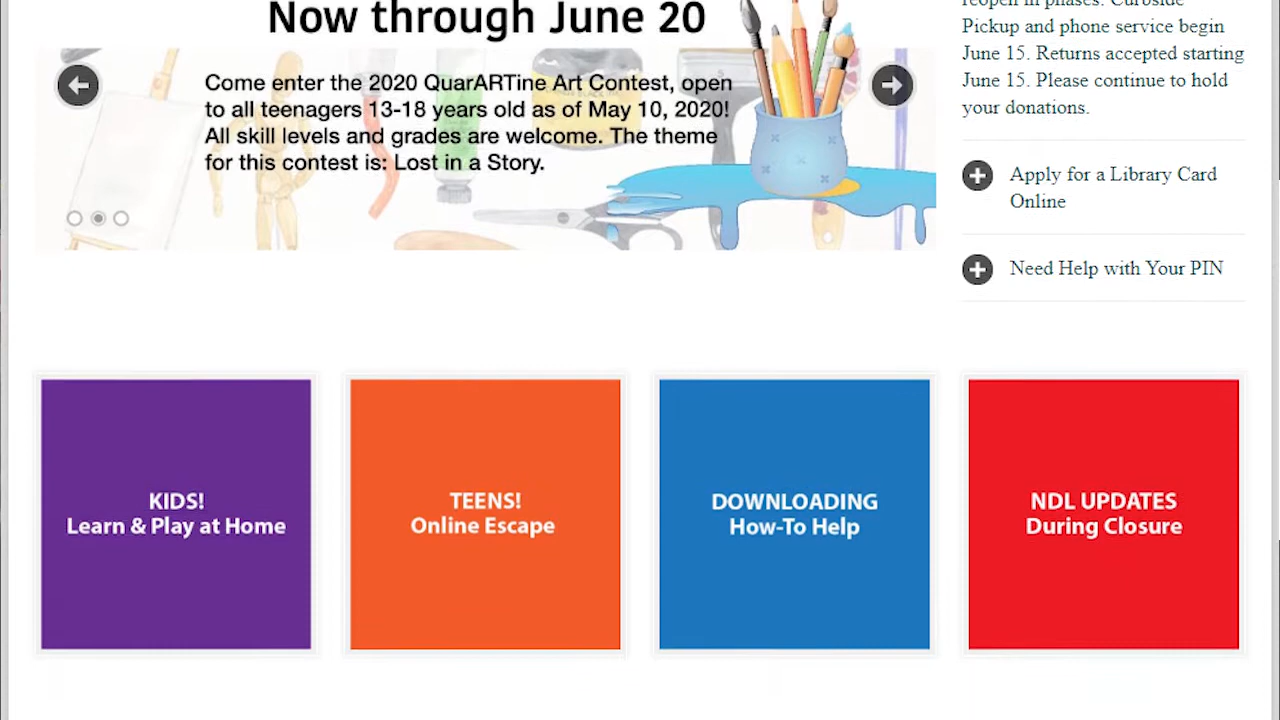 Now through June 20
Come enter the 2020 QuarARTine Art Contest, open
to all teenagers 13-18 years old as of May 10, 2020!
All skill levels and grades are welcome. The theme
for this contest is: Lost in a Story.
reopen in phases. Curbside
Pickup and phone service begin
June 15. Returns accepted starting
June 15. Please continue to hold
your donations.
Apply for a Library Card
Online
Need Help with Your PIN
KIDS!
Learn & Play at Home
TEENS!
Online Escape
DOWNLOADING
How-To Help
NDL UPDATES
During Closure